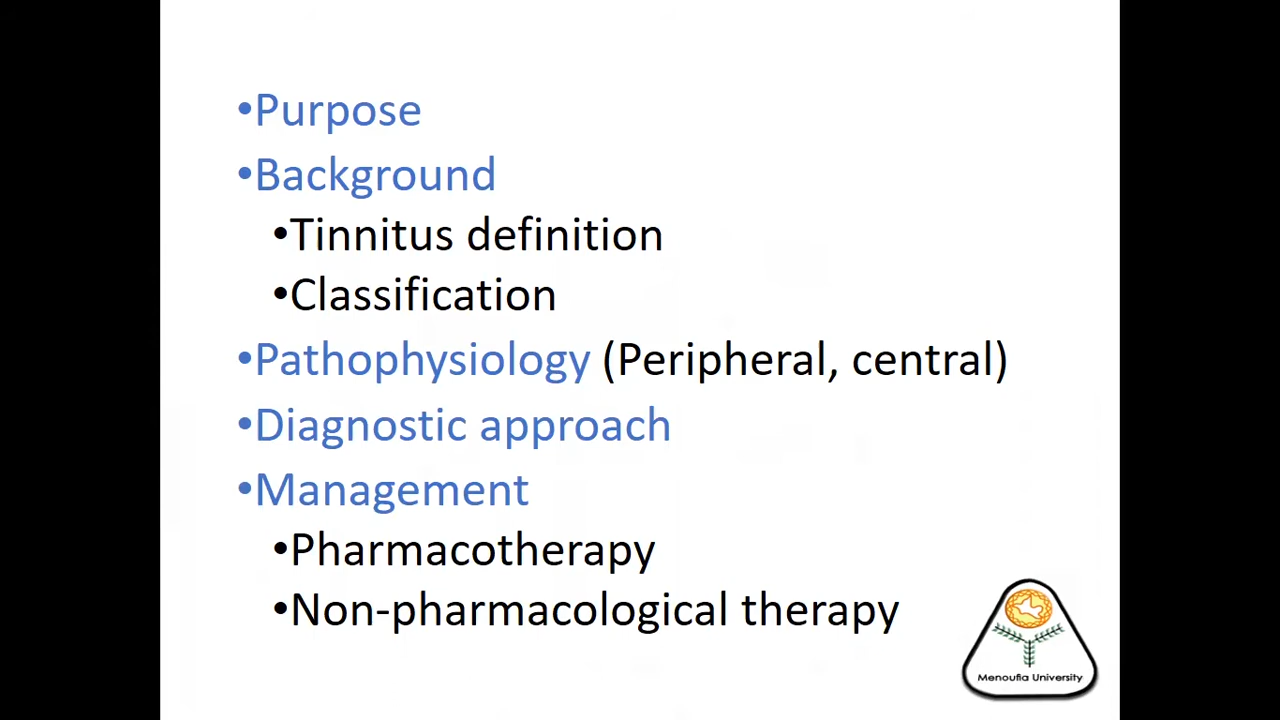 •Purpose
•Background
•Tinnitus definition
•Classification
•Pathophysiology (Peripheral, central)
•Diagnostic approach
•Management
•Pharmacotherapy
•Non-pharmacological therapy
Menoufia University